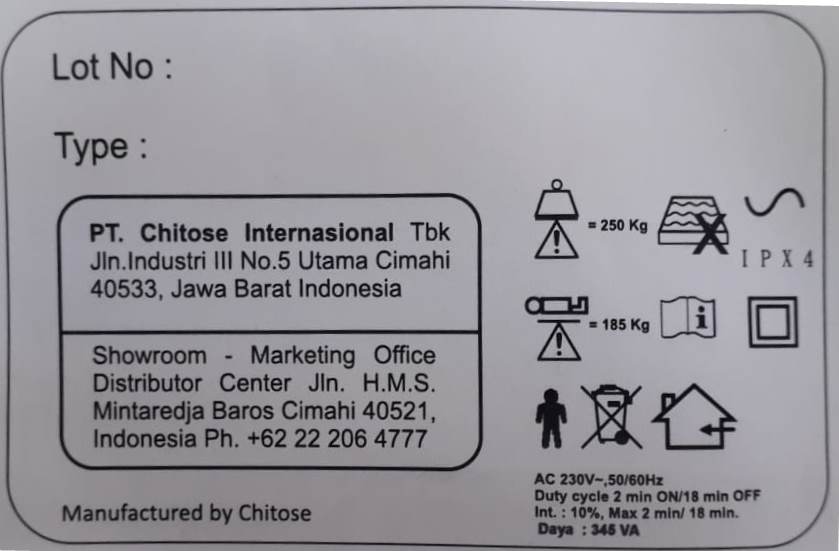 Lot No :
Type :
PT. Chitose Internasional Tbk
Jln.Industri III No.5 Utama Cimahi
40533, Jawa Barat Indonesia
Showroom - Marketing Office
Distributor Center Jln. H.M.S.
Mintaredja Baros Cimahi 40521,
Indonesia Ph. +62 22 206 4777
Manufactured by Chitose
= 250 Kg
IPX4
= 185 Kg
i
AC 230V~,50/60Hz
Duty cycle 2 min ON/18 min OFF
Int. : 10%, Max 2 min/ 18 min.
Daya : 345 VA